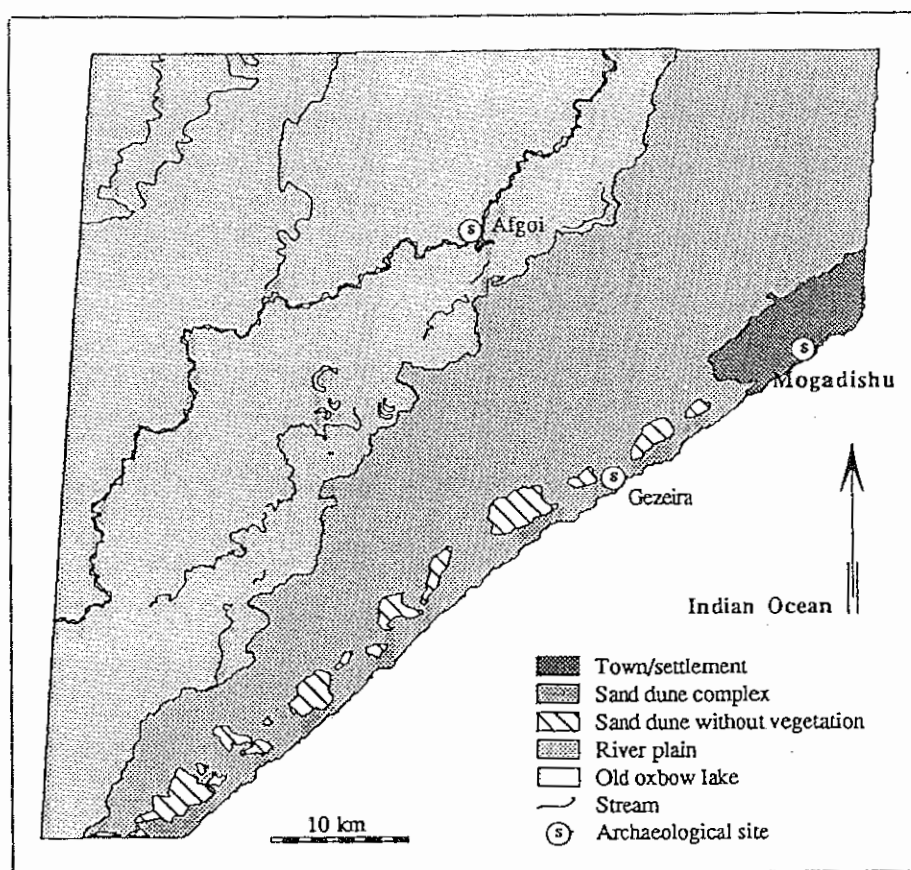 S Afgoi
S
Mogadishu
S
Gezeira
Indian Ocean
Town/settlement
Sand dune complex
Sand dune without vegetation
River plain
Old oxbow lake
Stream
S Archaeological site
10 km